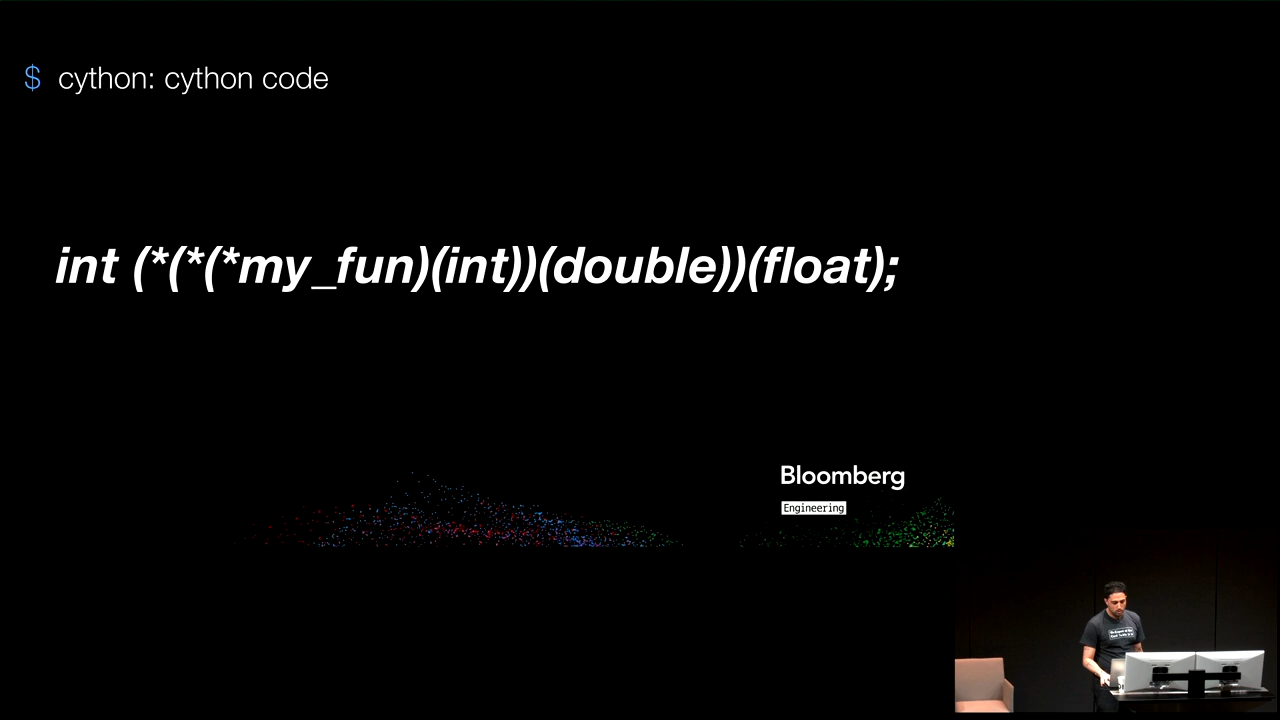 $ cython: cython code
int (*(*(*my_fun)(int))(double))(float);
Bloomberg
Engineering